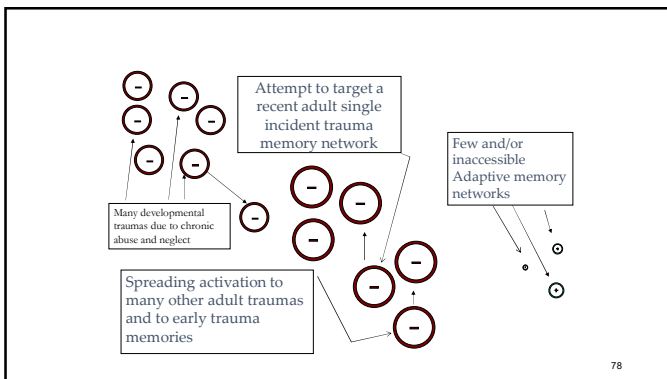 Attempt to target a
recent adult single
incident trauma
memory network
Few and/or
inaccessible
Adaptive memory
networks
Many developmental
traumas due to chronic
abuse and neglect
Spreading activation to
many other adult traumas
and to early trauma
memories
78